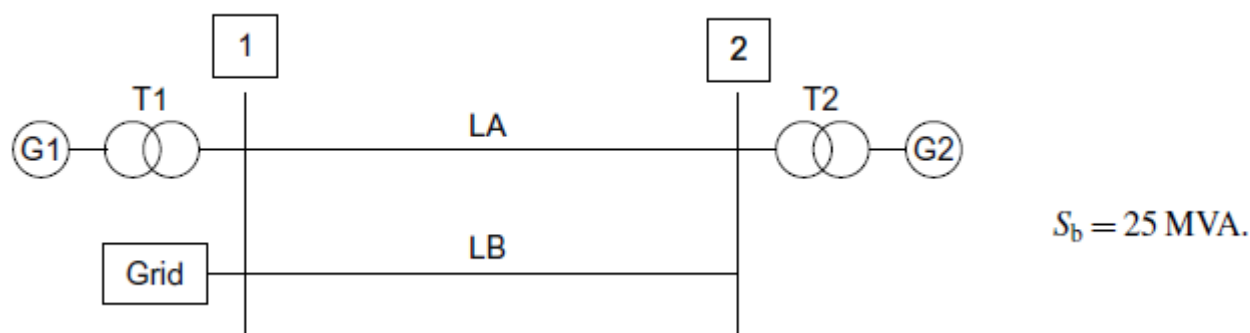 1
2
T1
T2
G1
LA
G2
S_b = 25 MVA.
LB
Grid